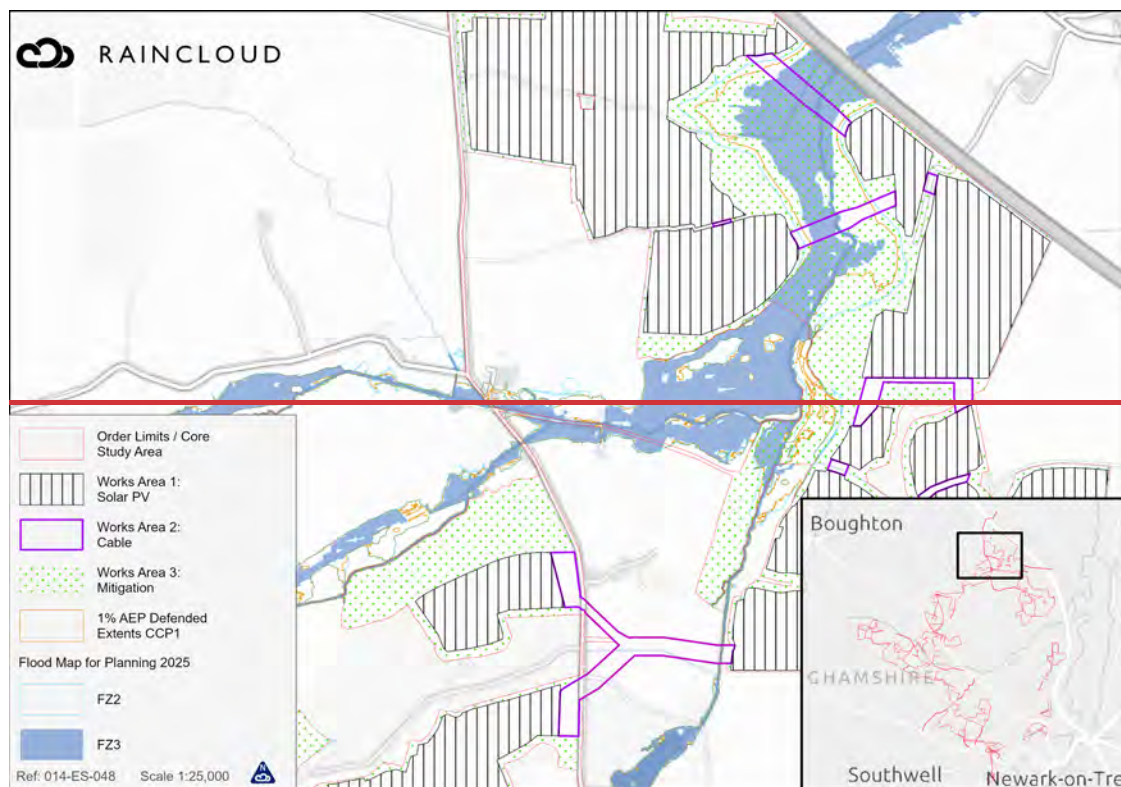 RAINCLOUD
Order Limits / Core
Study Area
Works Area 1:
Solar PV
Works Area 2:
Cable
Works Area 3:
Mitigation
1% AEP Defended
Extents CCP1
Flood Map for Planning 2025
FZ2
FZ3
Ref: 014-ES-048 Scale 1:25,000
N
Boughton
GHAMSHIRE
Southwell
Newark-on-Tre